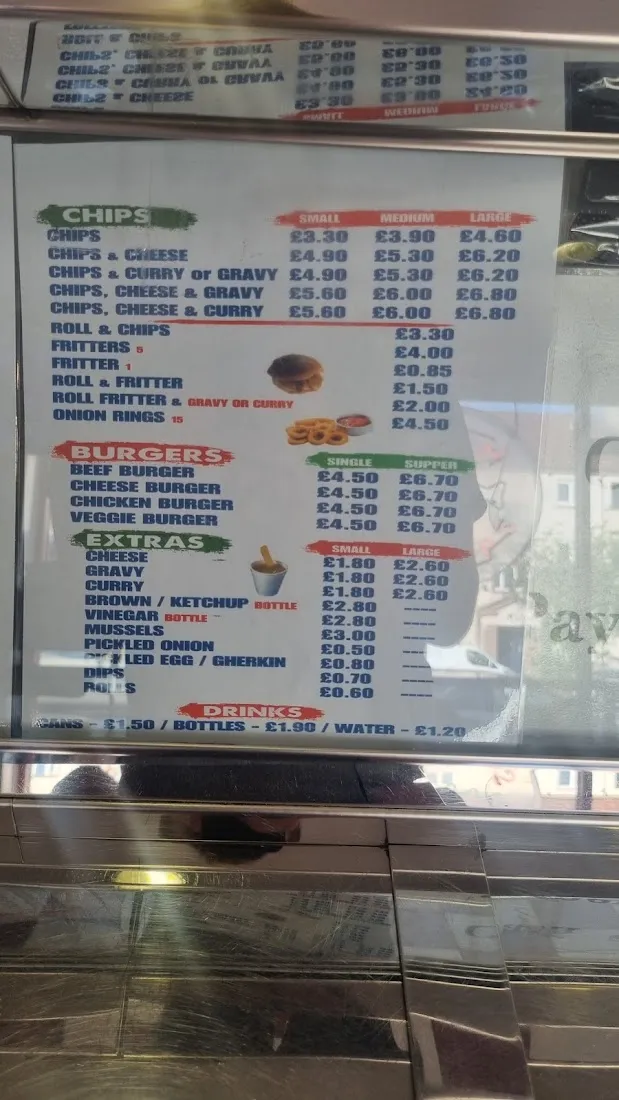 CHIPS SMALL MEDIUM LARGE
CHIPS £3.30 £3.90 £4.60
CHIPS & CHEESE £4.90 £5.30 £6.20
CHIPS & CURRY or GRAVY £4.90 £5.30 £6.20
CHIPS, CHEESE & GRAVY £5.60 £6.00 £6.80
CHIPS, CHEESE & CURRY £5.60 £6.00 £6.80
ROLL & CHIPS £3.30
FRITTERS 5 £4.00
FRITTER 1 £0.85
ROLL & FRITTER £1.50
ROLL FRITTER & GRAVY OR CURRY £2.00
ONION RINGS 15 £4.50
BURGERS SINGLE SUPPER
BEEF BURGER £4.50 £6.70
CHEESE BURGER £4.50 £6.70
CHICKEN BURGER £4.50 £6.70
VEGGIE BURGER £4.50 £6.70
EXTRAS SMALL LARGE
CHEESE £1.80 £2.60
GRAVY £1.80 £2.60
CURRY £1.80 £2.60
BROWN / KETCHUP BOTTLE £2.80 ----
VINEGAR BOTTLE £2.80 ----
MUSSELS £3.00 ----
PICKLED ONION £0.50 ----
PICKLED EGG / GHERKIN £0.80 ----
DIPS £0.70 ----
ROLLS £0.60 ----
DRINKS
CANS - £1.50 / BOTTLES - £1.90 / WATER - £1.20